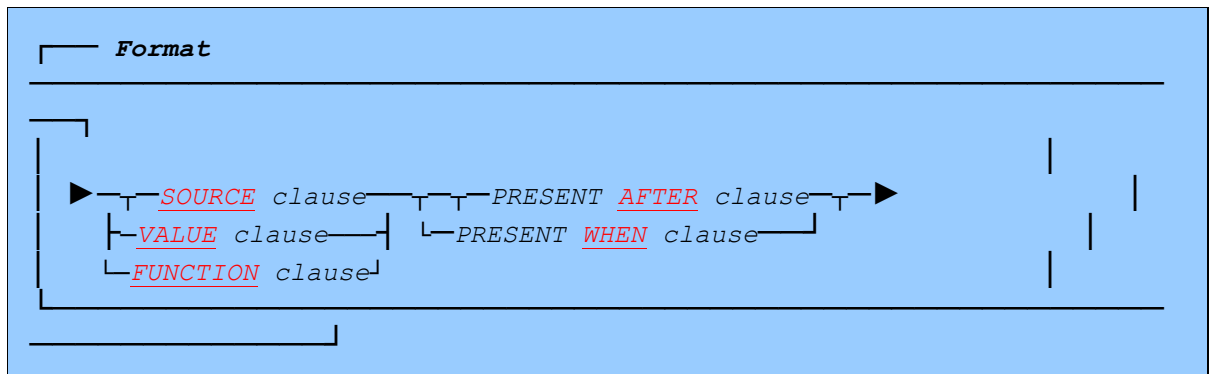 Format
SOURCE clause PRESENT AFTER clause
VALUE clause PRESENT WHEN clause
FUNCTION clause